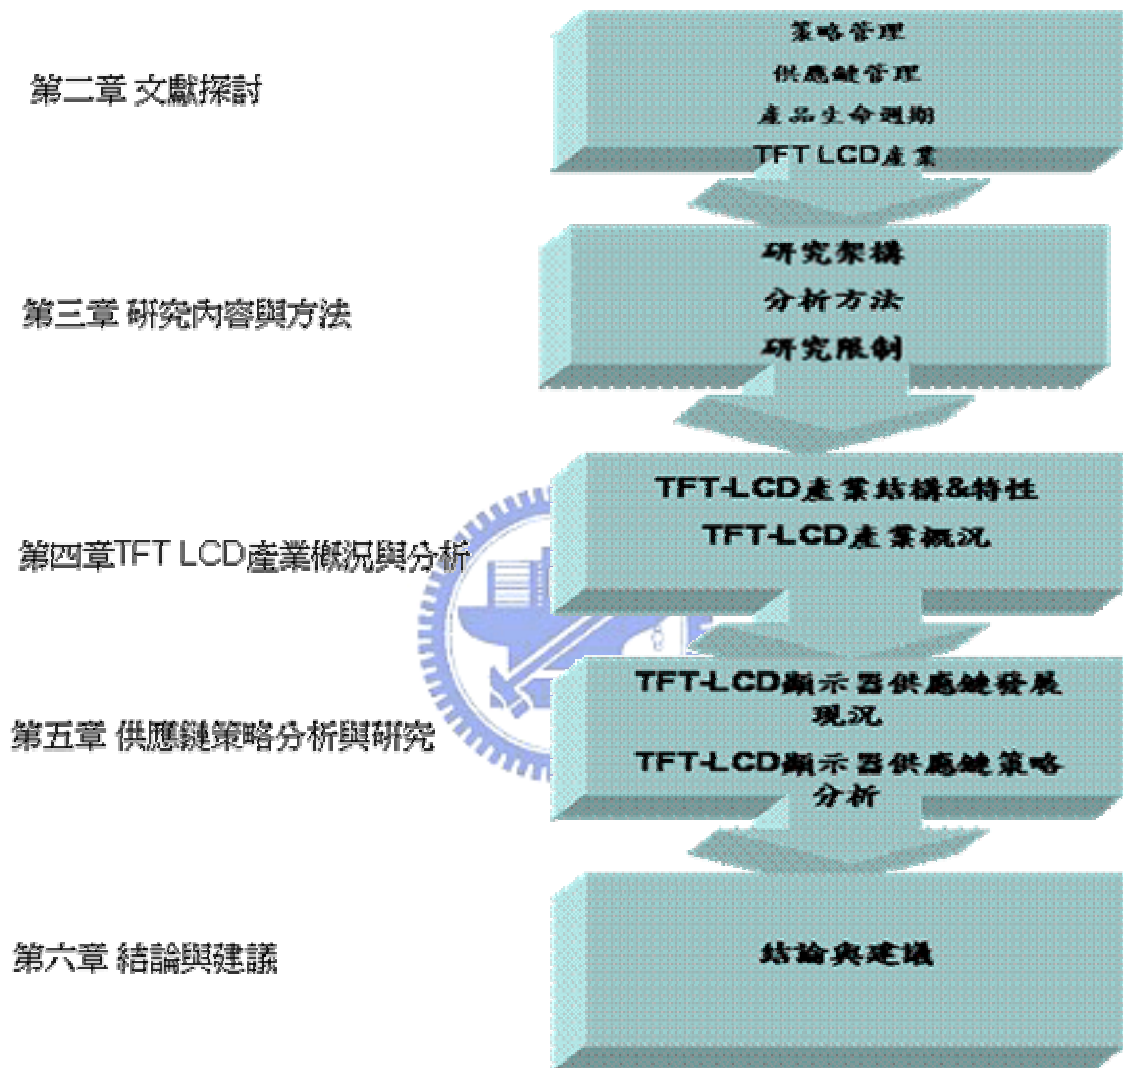 第二章 文獻探討
策略管理
供應鏈管理
產品生命週期
TFT LCD產業
第三章 研究內容與方法
研究架構
分析方法
研究限制
第四章TFT LCD產業概況與分析
TFT-LCD產業結構&特性
TFT-LCD產業概況
第五章 供應鏈策略分析與研究
TFT-LCD顯示器供應鏈發展
現況
TFT-LCD顯示器供應鏈策略
分析
第六章 結論與建議
結論與建議